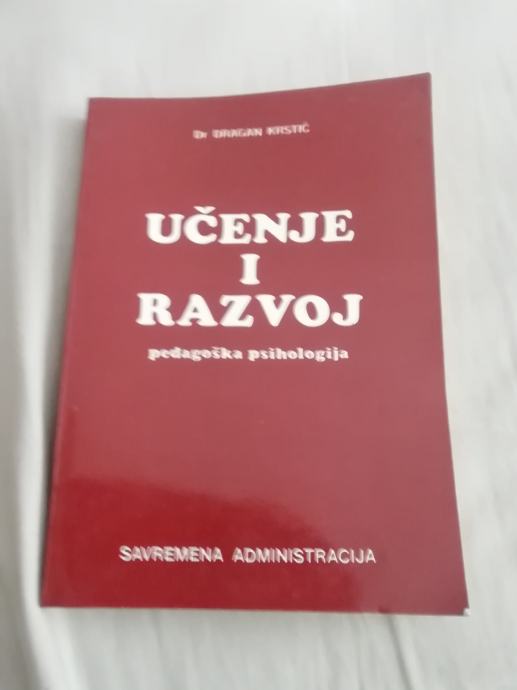 Dr DRAGAN KRSTIĆ
UČENJE
I
RAZVOJ
pedagoška psihologija
SAVREMENA ADMINISTRACIJA